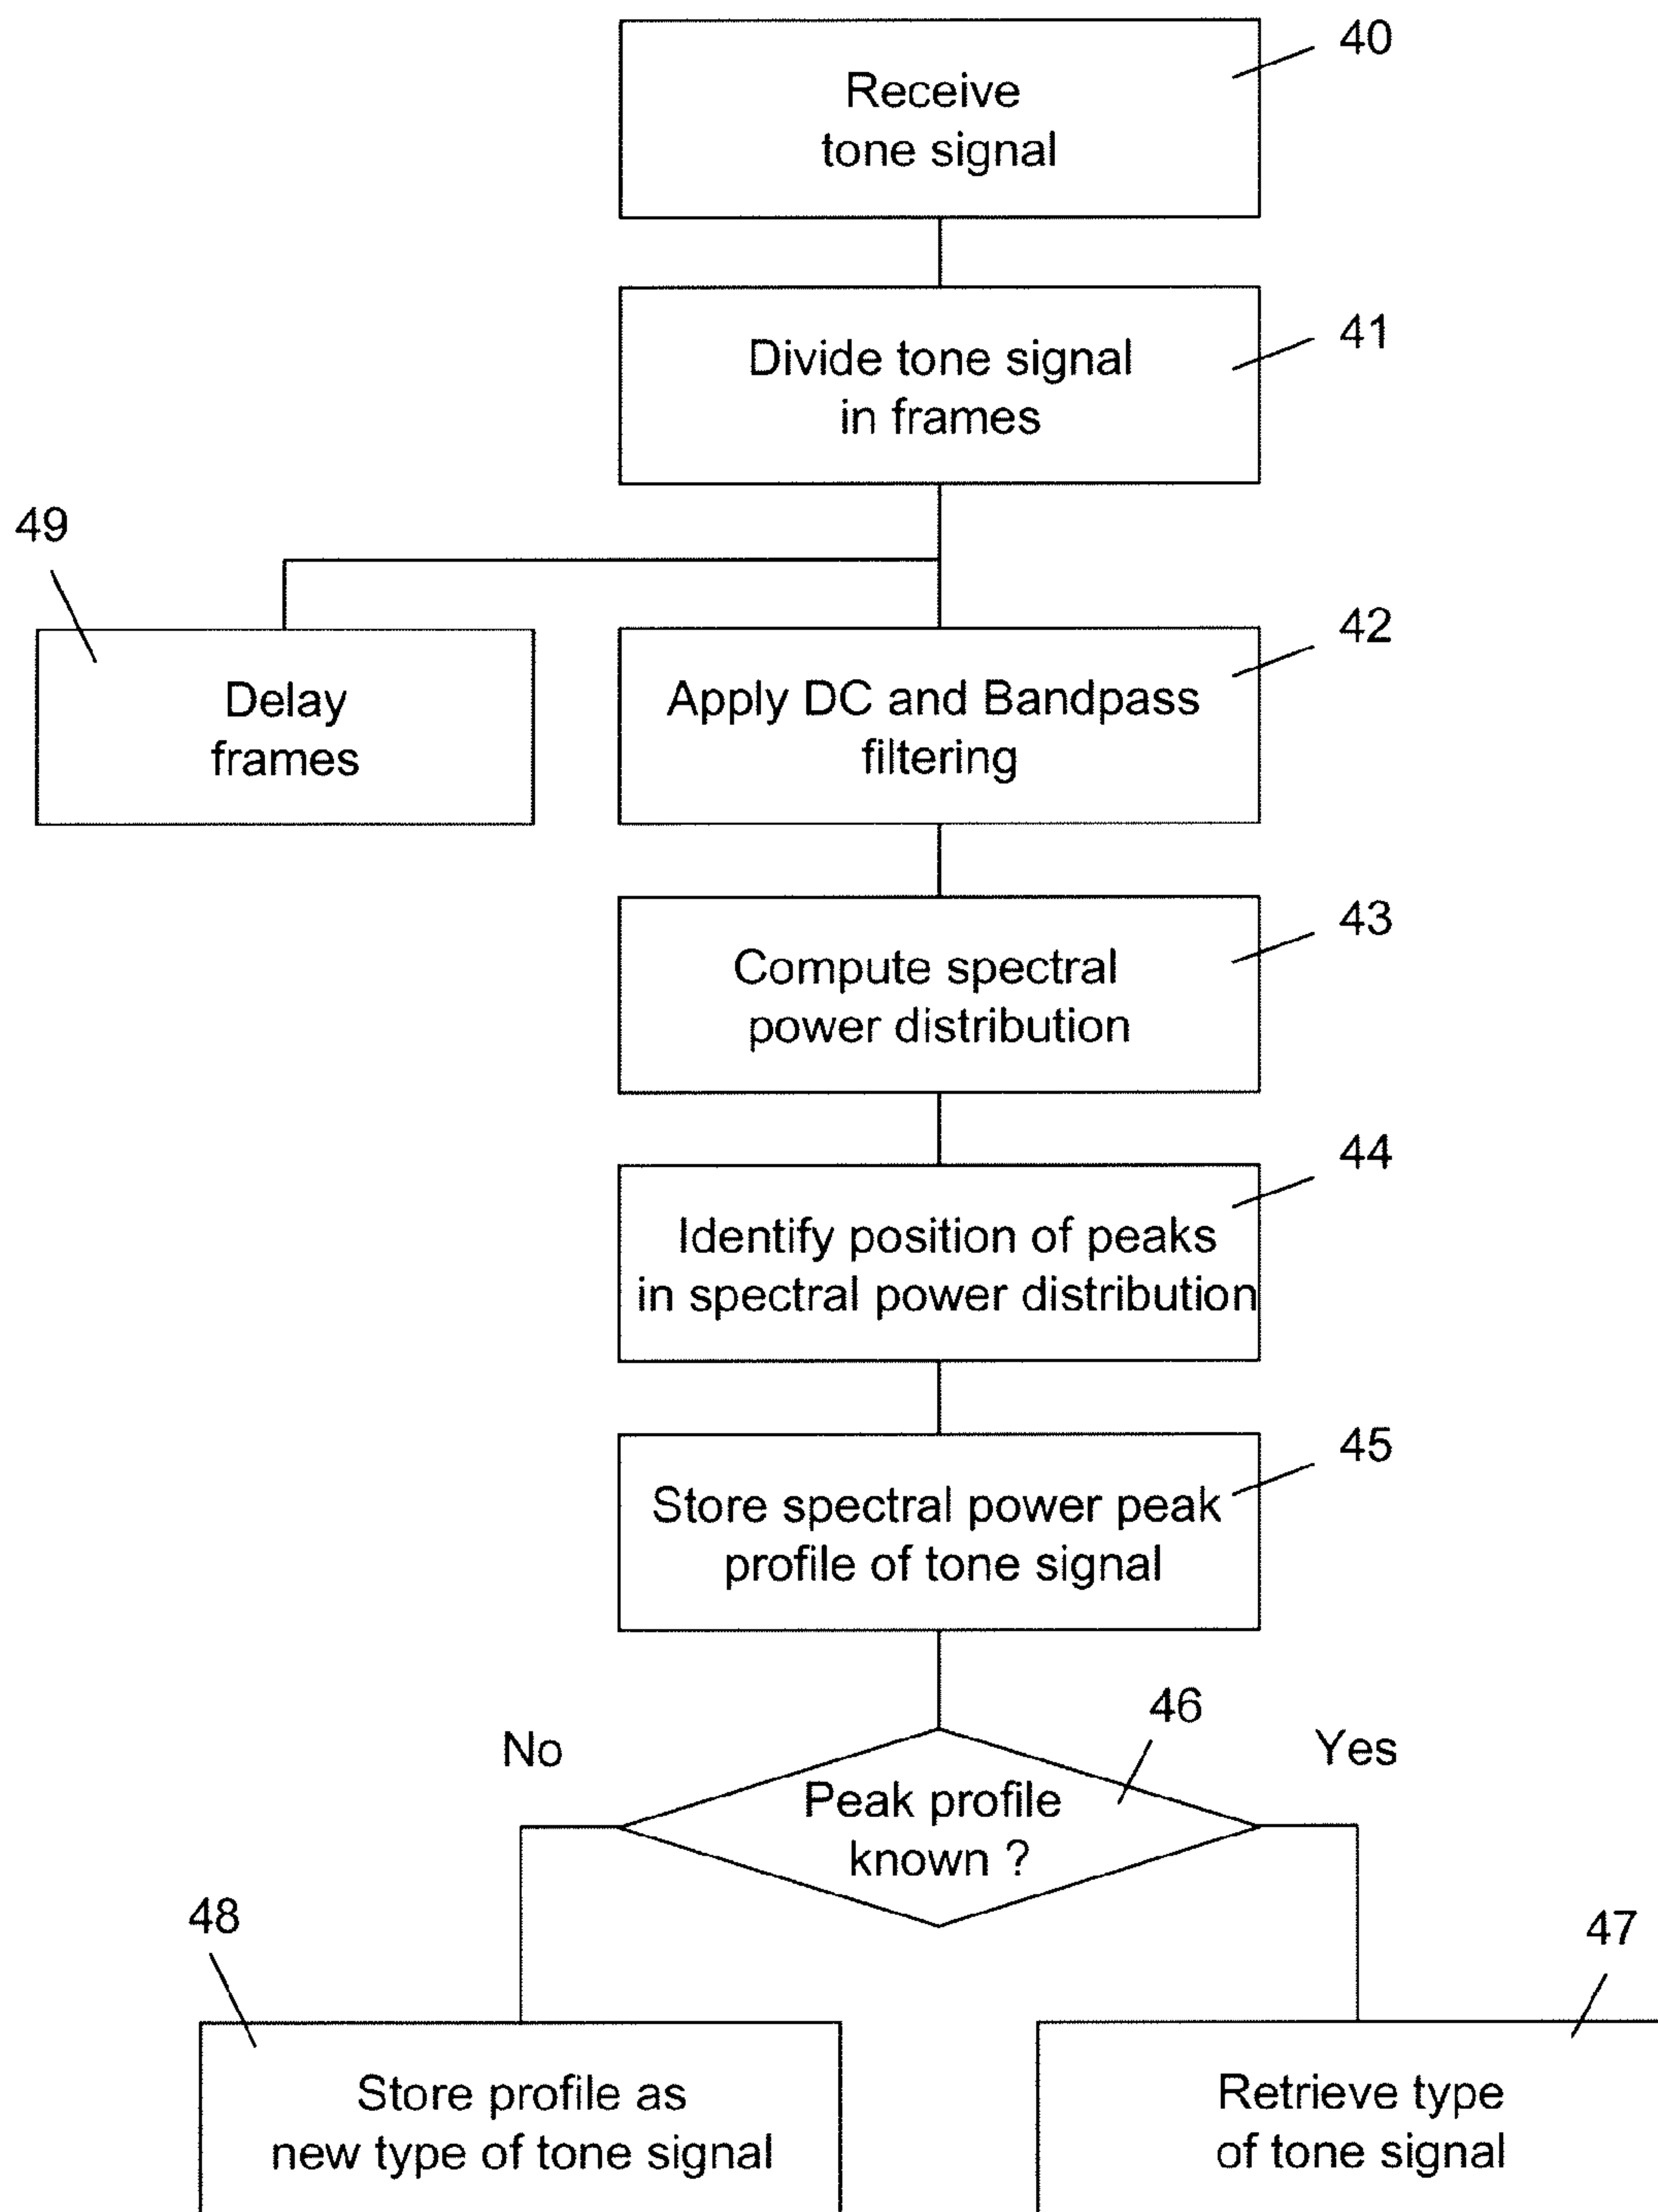 40
Receive
tone signal
41
Divide tone signal
in frames
49
Delay
frames
42
Apply DC and Bandpass
filtering
43
Compute spectral
power distribution
44
Identify position of peaks
in spectral power distribution
45
Store spectral power peak
profile of tone signal
46
No
Yes
Peak profile
known ?
48
Store profile as
new type of tone signal
47
Retrieve type
of tone signal